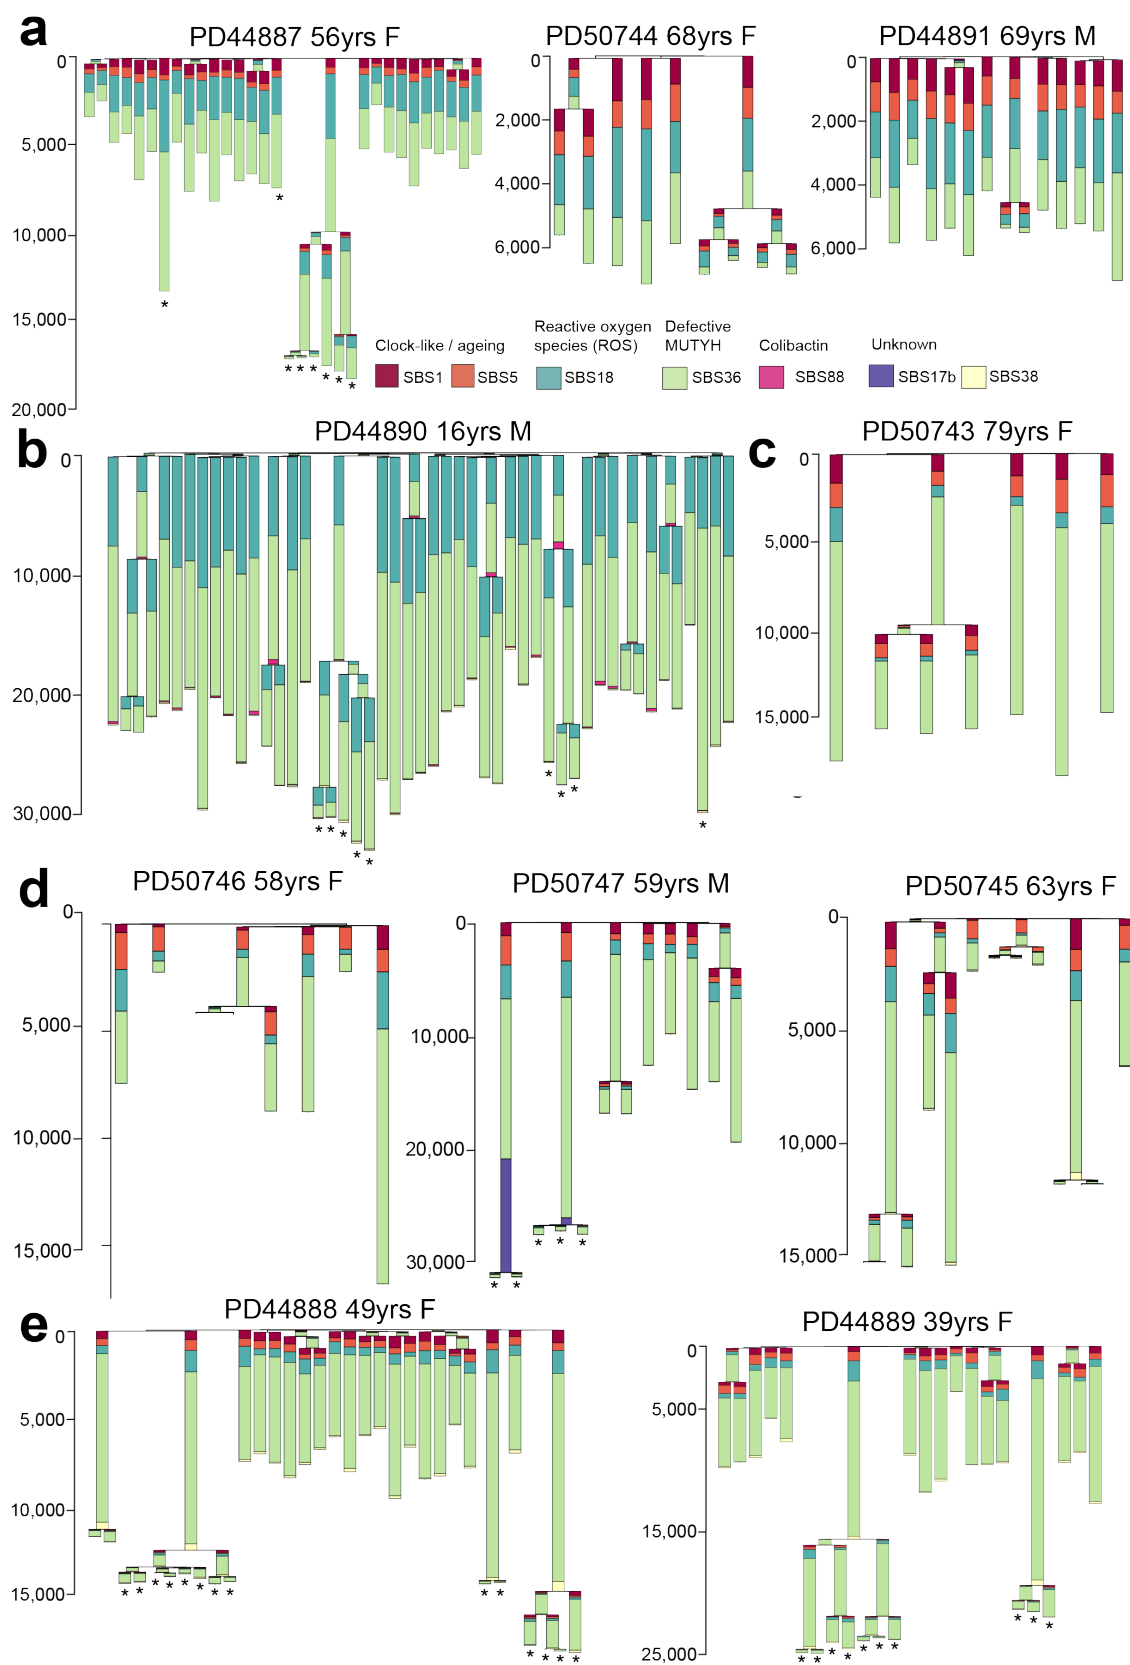 a
PD44887 56yrs F
PD50744 68yrs F
PD44891 69yrs M
0
5,000
10,000
15,000
20,000
*
*
* * * * * *
0
2,000
4,000
6,000
0
2,000
4,000
6,000
Clock-like / ageing
SBS1
SBS5
Reactive oxygen
species (ROS)
SBS18
Defective
MUTYH
SBS36
Colibactin
SBS88
Unknown
SBS17b
SBS38
b
PD44890 16yrs M
0
10,000
20,000
30,000
* * * * *
* * *
*
c
PD50743 79yrs F
0
5,000
10,000
15,000
d
PD50746 58yrs F
0
5,000
10,000
15,000
PD50747 59yrs M
0
10,000
20,000
30,000
* *
* * *
PD50745 63yrs F
0
5,000
10,000
15,000
e
PD44888 49yrs F
0
5,000
10,000
15,000
* * * * * * * *
* *
* * * *
PD44889 39yrs F
0
5,000
15,000
25,000
* * * * * * *
* * *